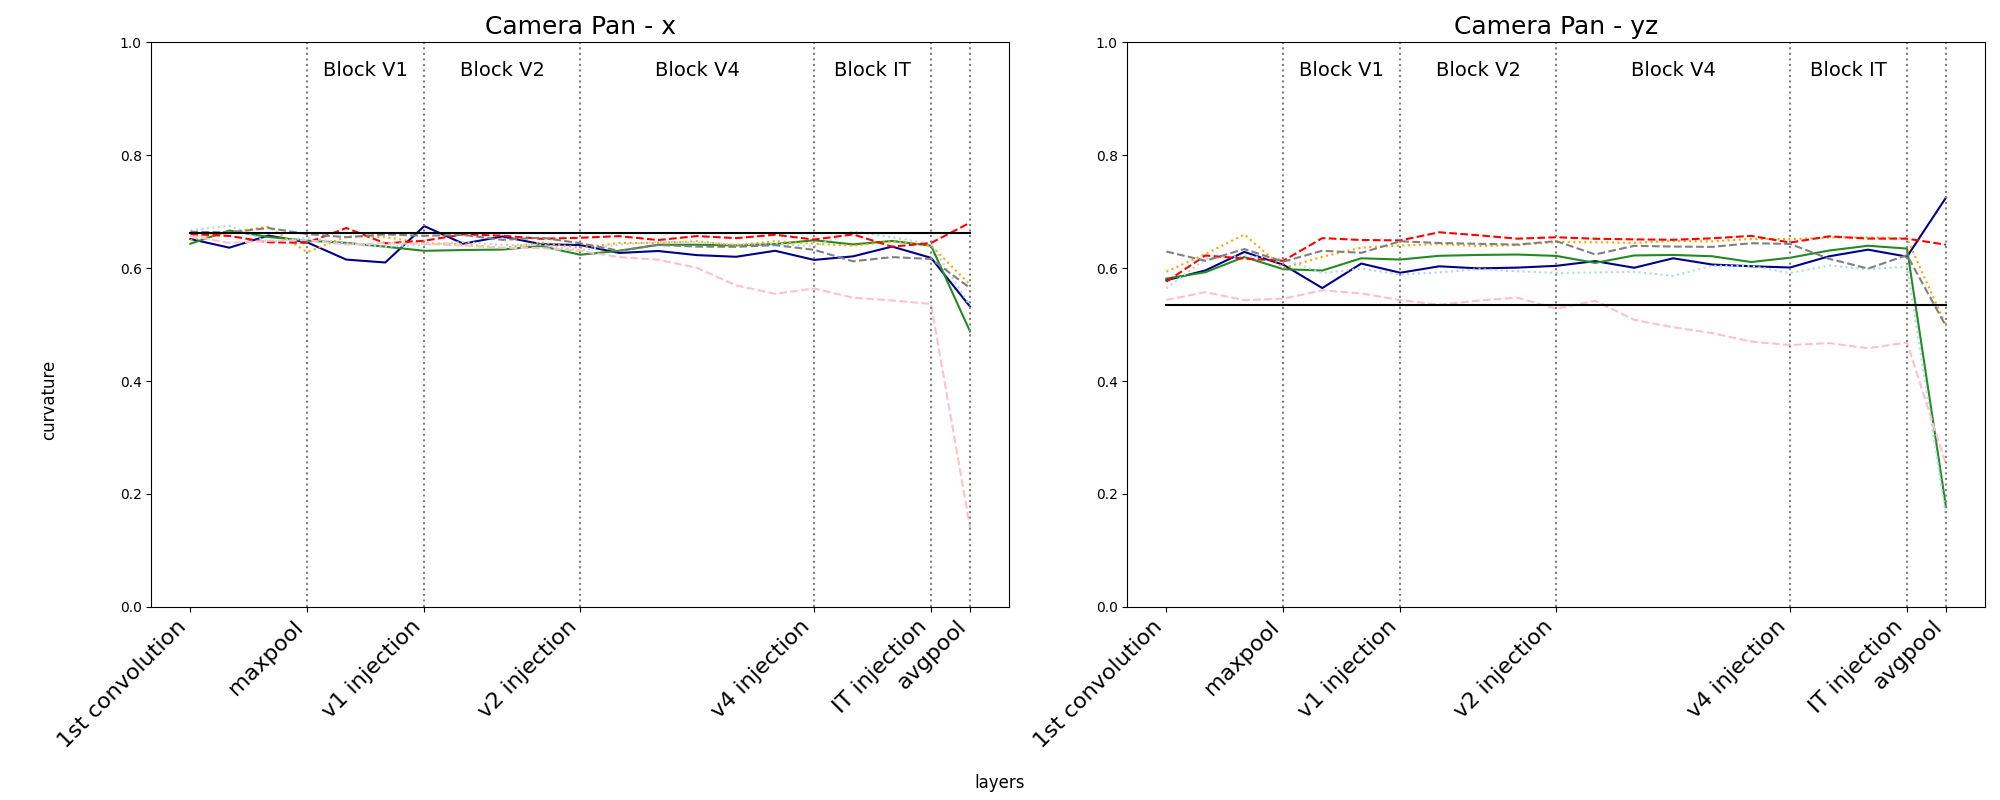 Camera Pan - x
1.0
0.8
0.6
0.4
0.2
0.0
Block V1
Block V2
Block V4
Block IT
1st convolution
maxpool
v1 injection
v2 injection
v4 injection
IT injection
avgpool
curvature
Camera Pan - yz
1.0
0.8
0.6
0.4
0.2
0.0
Block V1
Block V2
Block V4
Block IT
1st convolution
maxpool
v1 injection
v2 injection
v4 injection
IT injection
avgpool
layers